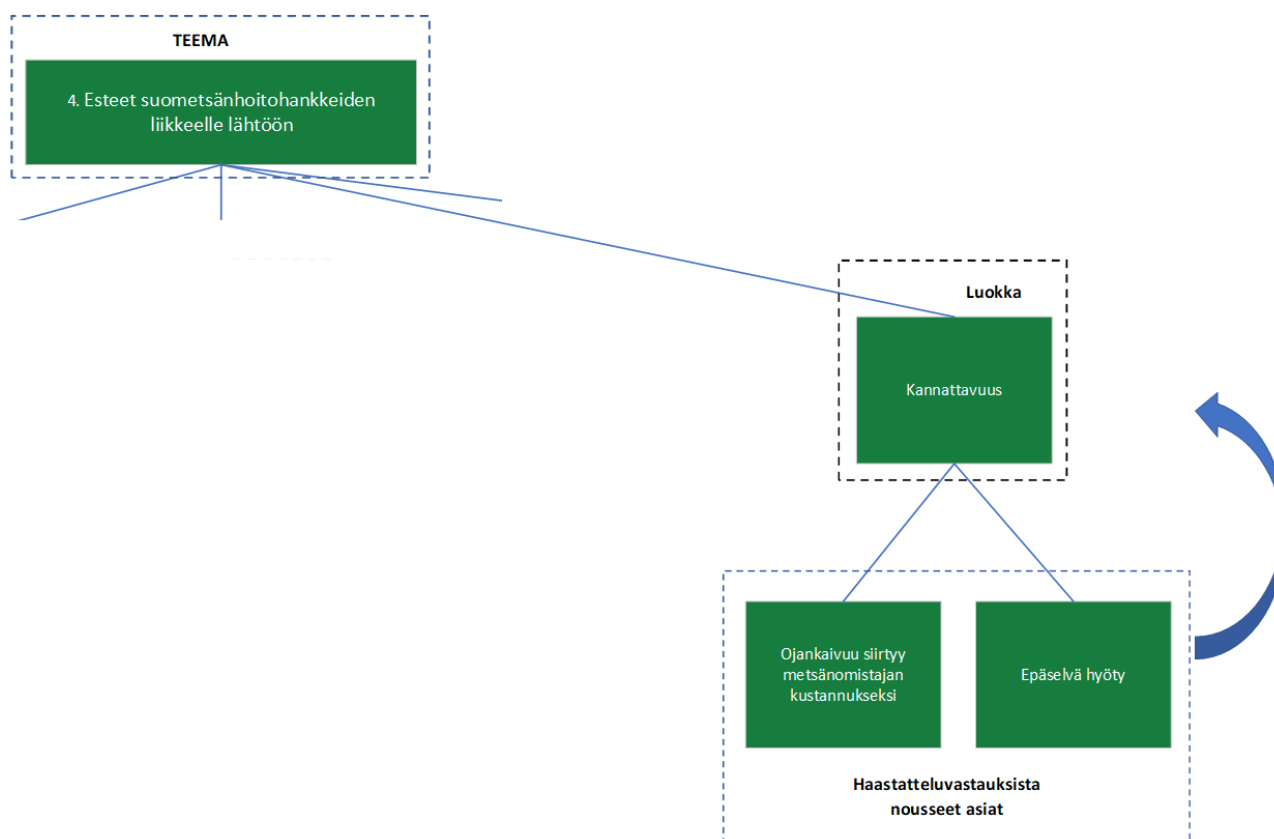 TEEMA
4. Esteet suometsänhoitohankkeiden
liikkeelle lähtöön
Luokka
Kannattavuus
Ojankaivuu siirtyy
metsänomistajan
kustannukseksi
Epäselvä hyöty
Haastatteluvastauksista
nousseet asiat